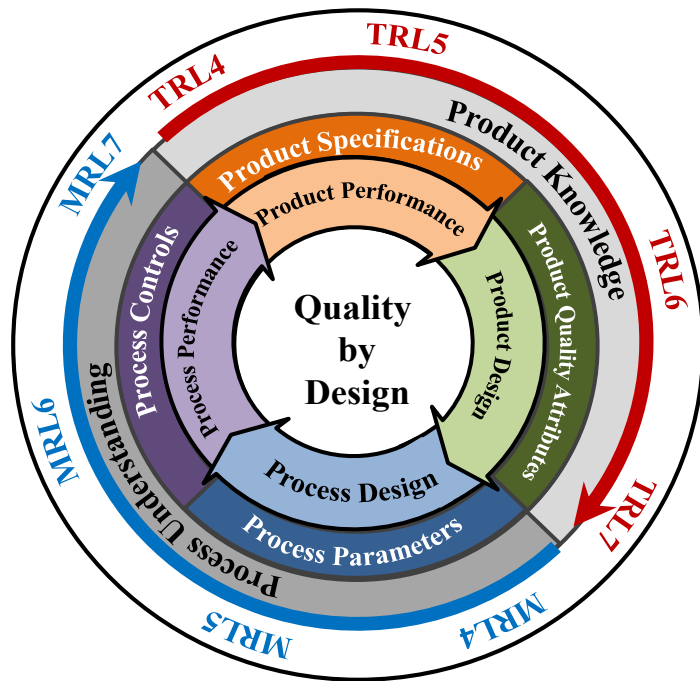 TRL4
TRL5
TRL6
TRL7
MRL4
MRL5
MRL6
MRL7
Product Knowledge
Process Understanding
Product Specifications
Product Quality Attributes
Process Parameters
Process Controls
Product Performance
Product Design
Process Design
Process Performance
Quality
by
Design